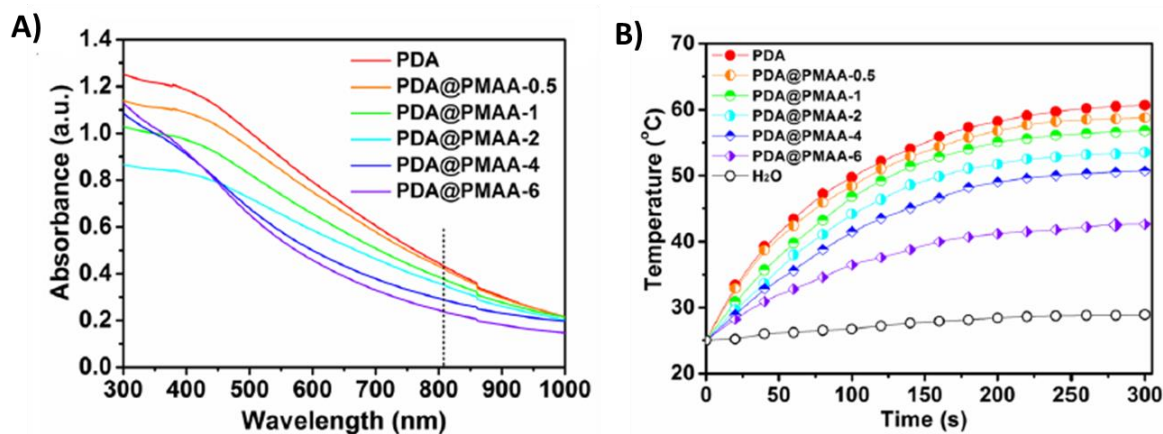 A)
1.4
1.2
1.0
0.8
0.6
0.4
0.2
0.0
Absorbance (a.u.)
300 400 500 600 700 800 900 1000
Wavelength (nm)
PDA
PDA@PMAA-0.5
PDA@PMAA-1
PDA@PMAA-2
PDA@PMAA-4
PDA@PMAA-6
B)
70
60
50
40
30
20
Temperature (°C)
0 50 100 150 200 250 300
Time (s)
PDA
PDA@PMAA-0.5
PDA@PMAA-1
PDA@PMAA-2
PDA@PMAA-4
PDA@PMAA-6
H₂O